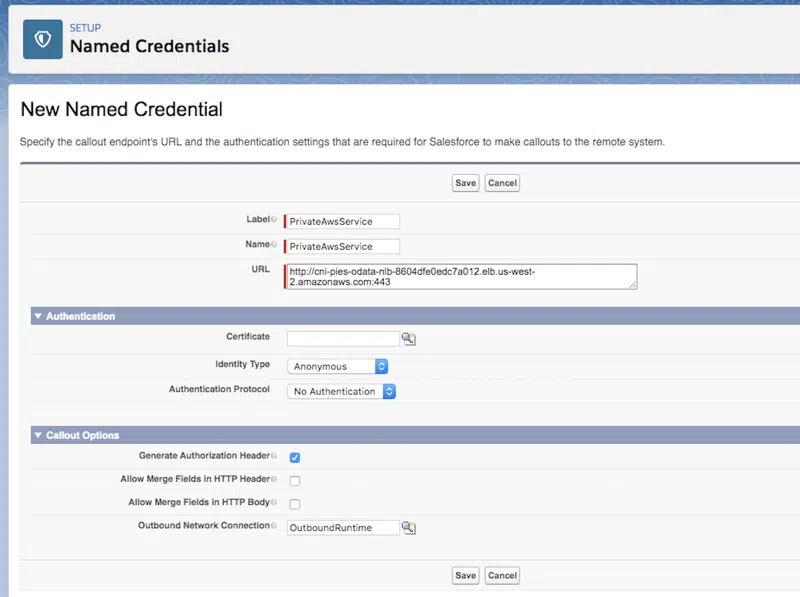 SETUP
Named Credentials
New Named Credential
Specify the callout endpoint's URL and the authentication settings that are required for Salesforce to make callouts to the remote system.
Save Cancel
Label PrivateAwsService
Name PrivateAwsService
URL http://cni-pies-odata-nlb-8604dfe0edc7a012.elb.us-west-
2.amazonaws.com:443
Authentication
Certificate
Identity Type Anonymous
Authentication Protocol No Authentication
Callout Options
Generate Authorization Header
Allow Merge Fields in HTTP Header
Allow Merge Fields in HTTP Body
Outbound Network Connection OutboundRuntime
Save Cancel